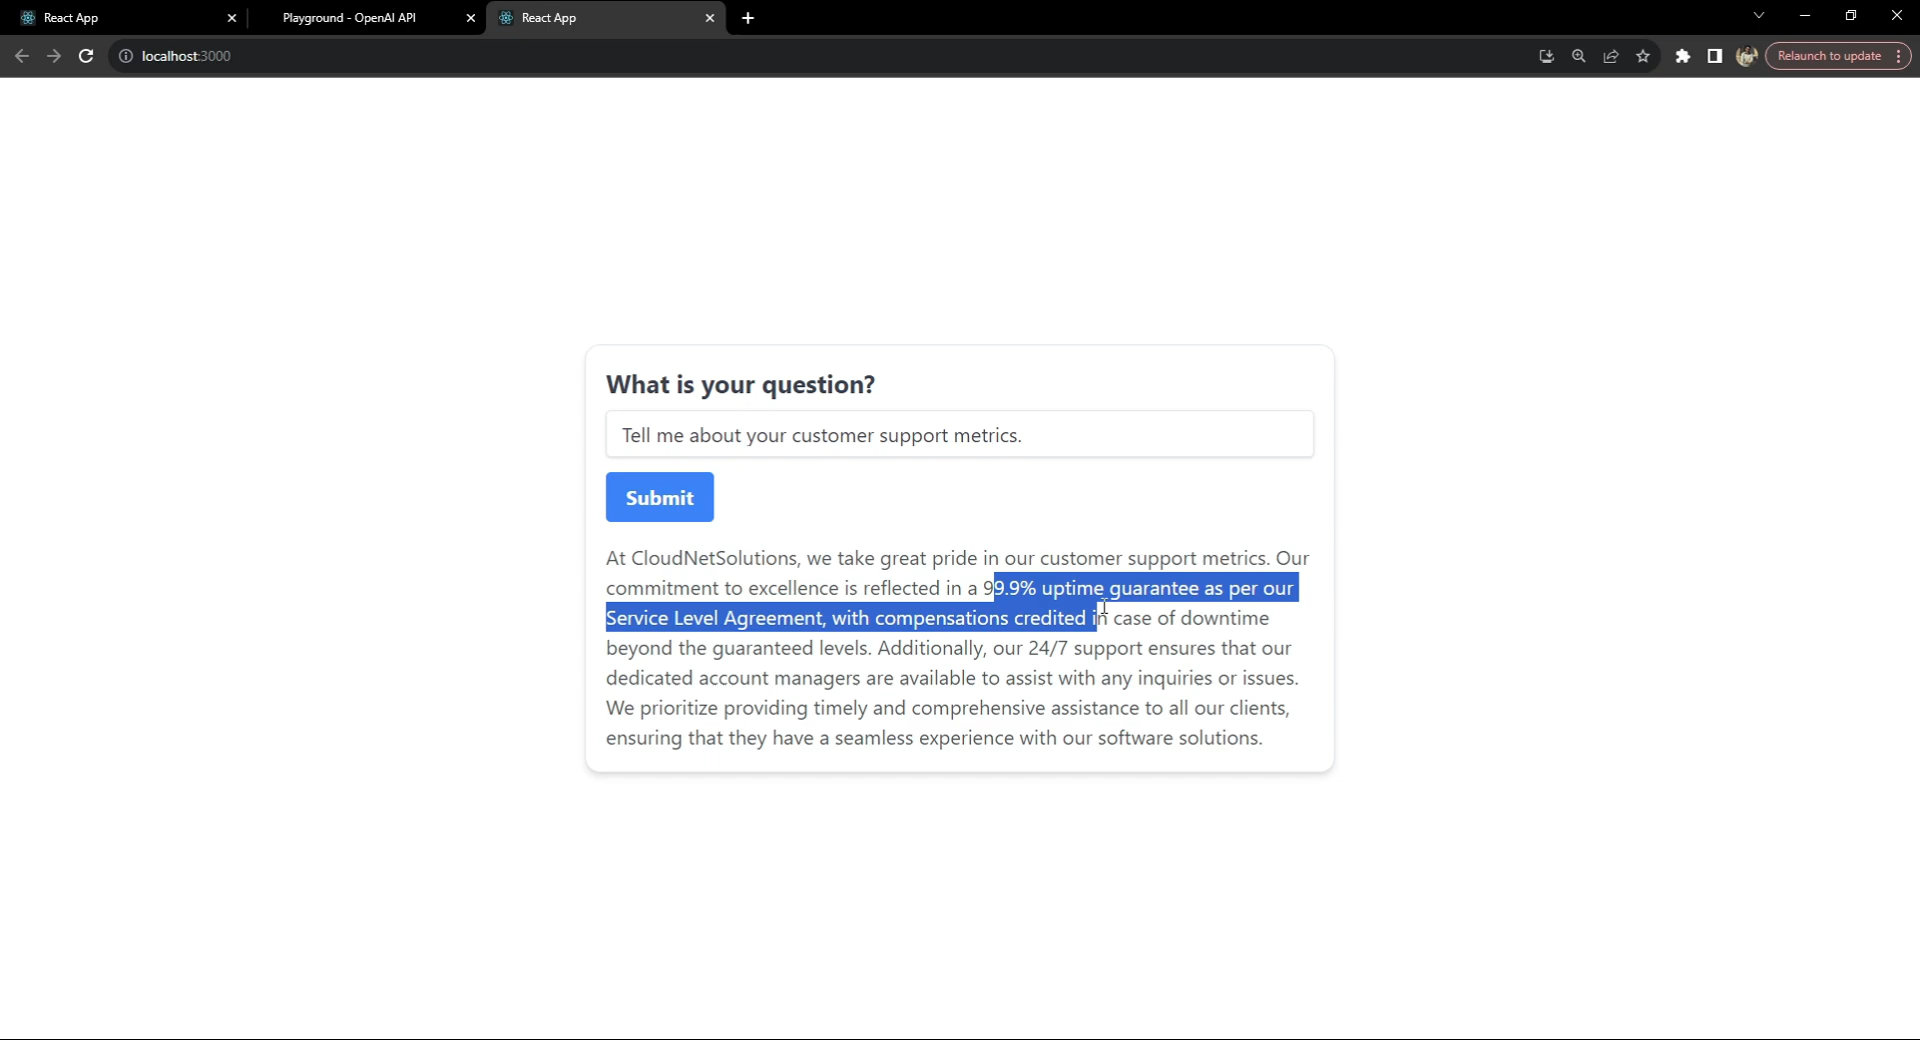 React App
Playground - OpenAI API
React App
localhost:3000
Relaunch to update
What is your question?
Tell me about your customer support metrics.
Submit
At CloudNetSolutions, we take great pride in our customer support metrics. Our
commitment to excellence is reflected in a 99.9% uptime guarantee as per our
Service Level Agreement, with compensations credited in case of downtime
beyond the guaranteed levels. Additionally, our 24/7 support ensures that our
dedicated account managers are available to assist with any inquiries or issues.
We prioritize providing timely and comprehensive assistance to all our clients,
ensuring that they have a seamless experience with our software solutions.